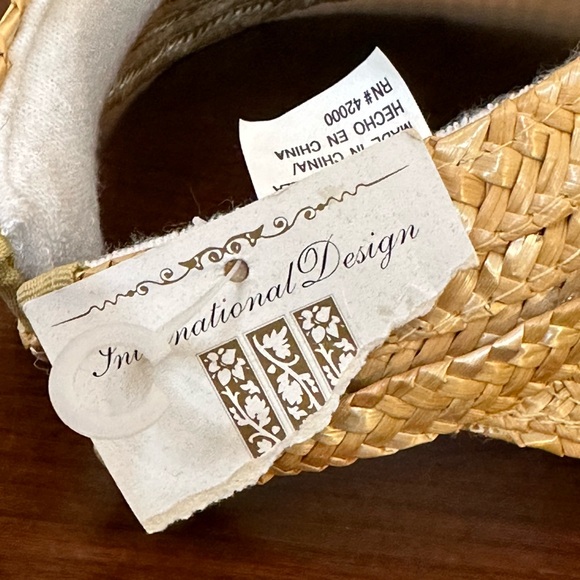 International Design
MADE IN CHINA/
HECHO EN CHINA
RN# 42000